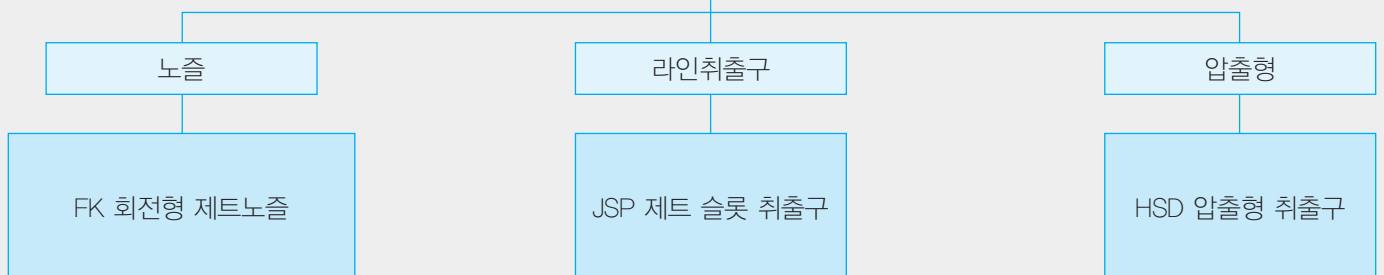 노즐
라인취출구
압출형
FK 회전형 제트노즐
JSP 제트 슬롯 취출구
HSD 압출형 취출구